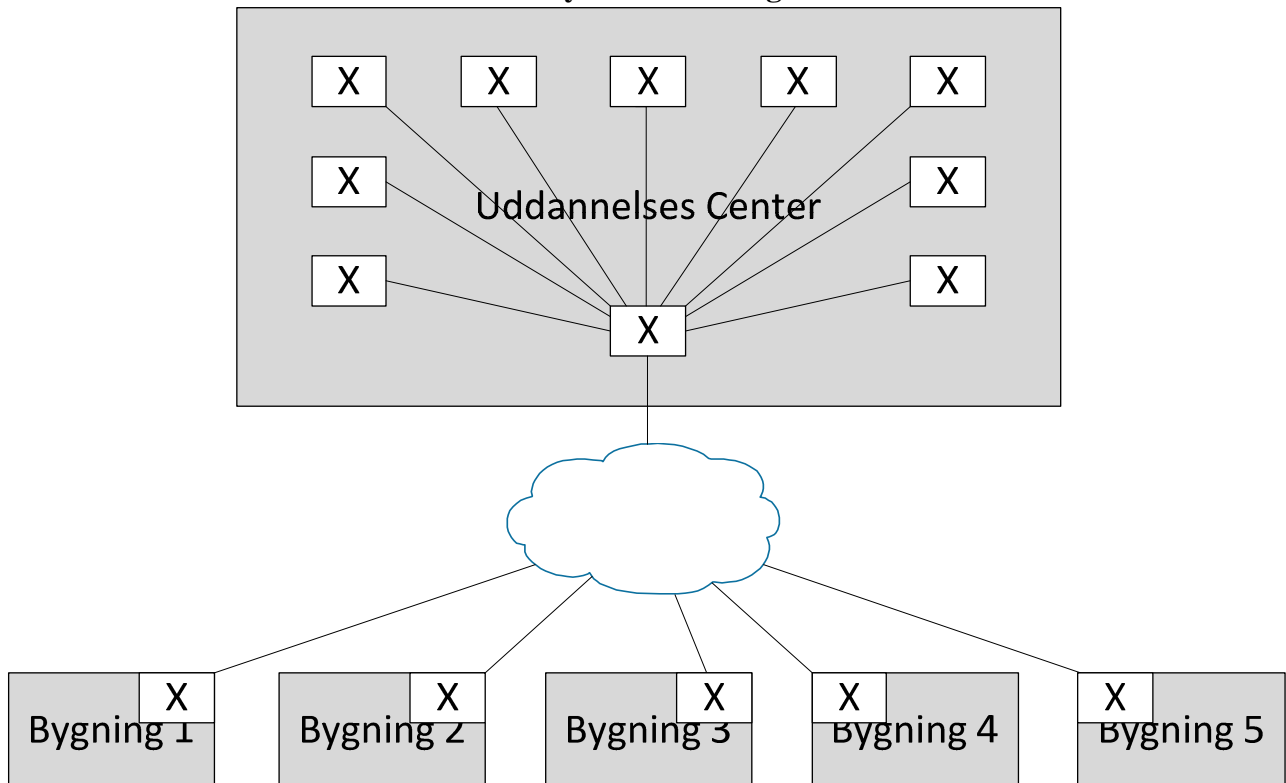 X X X X X
X X
Uddannelses Center
X X
X
X X X X X
Bygning 1 Bygning 2 Bygning 3 Bygning 4 Bygning 5